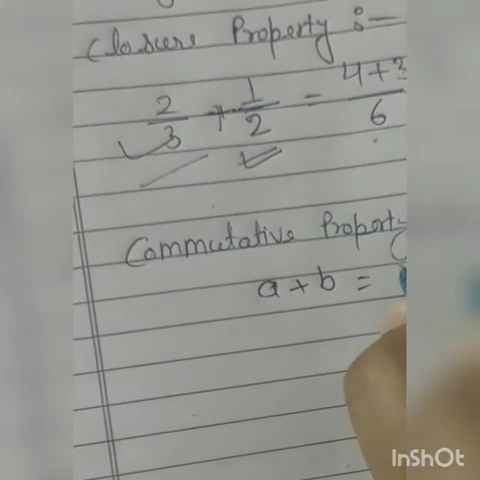 Closure Property :-
2/3 + 1/2 = 4+3/6
Commutative Property
a + b =
InShOt